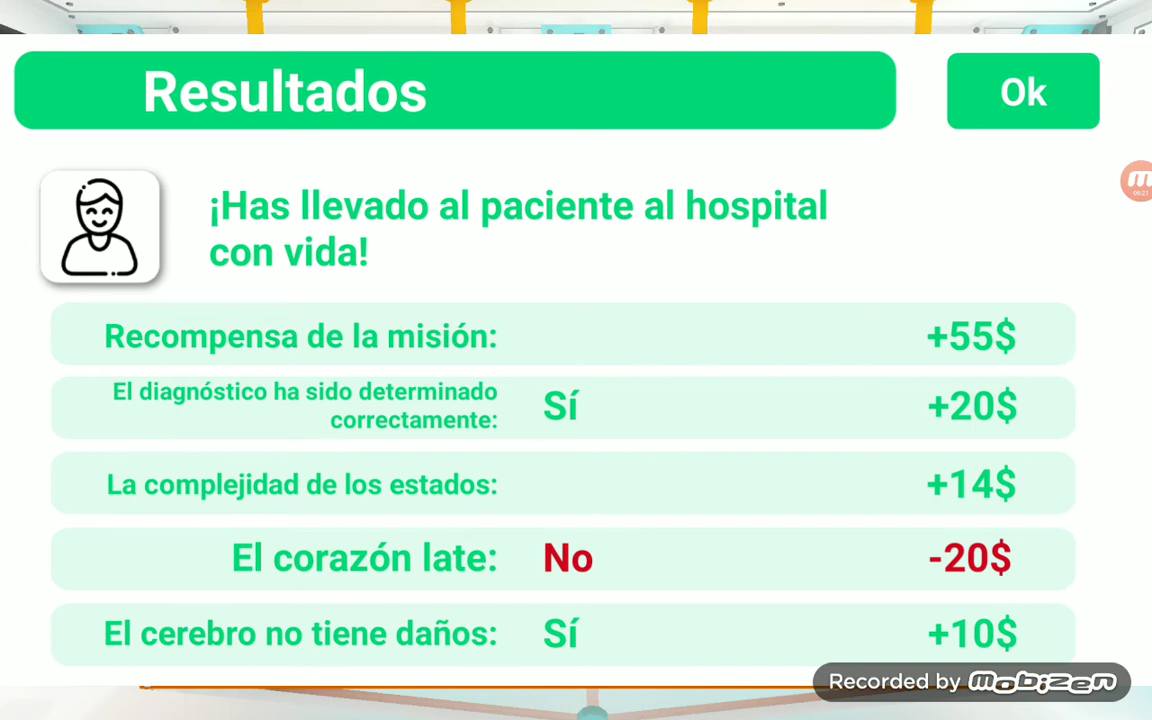 Resultados
Ok
¡Has llevado al paciente al hospital
con vida!
Recompensa de la misión: +55$
El diagnóstico ha sido determinado
correctamente: Sí +20$
La complejidad de los estados: +14$
El corazón late: No -20$
El cerebro no tiene daños: Sí +10$
Recorded by mobizen